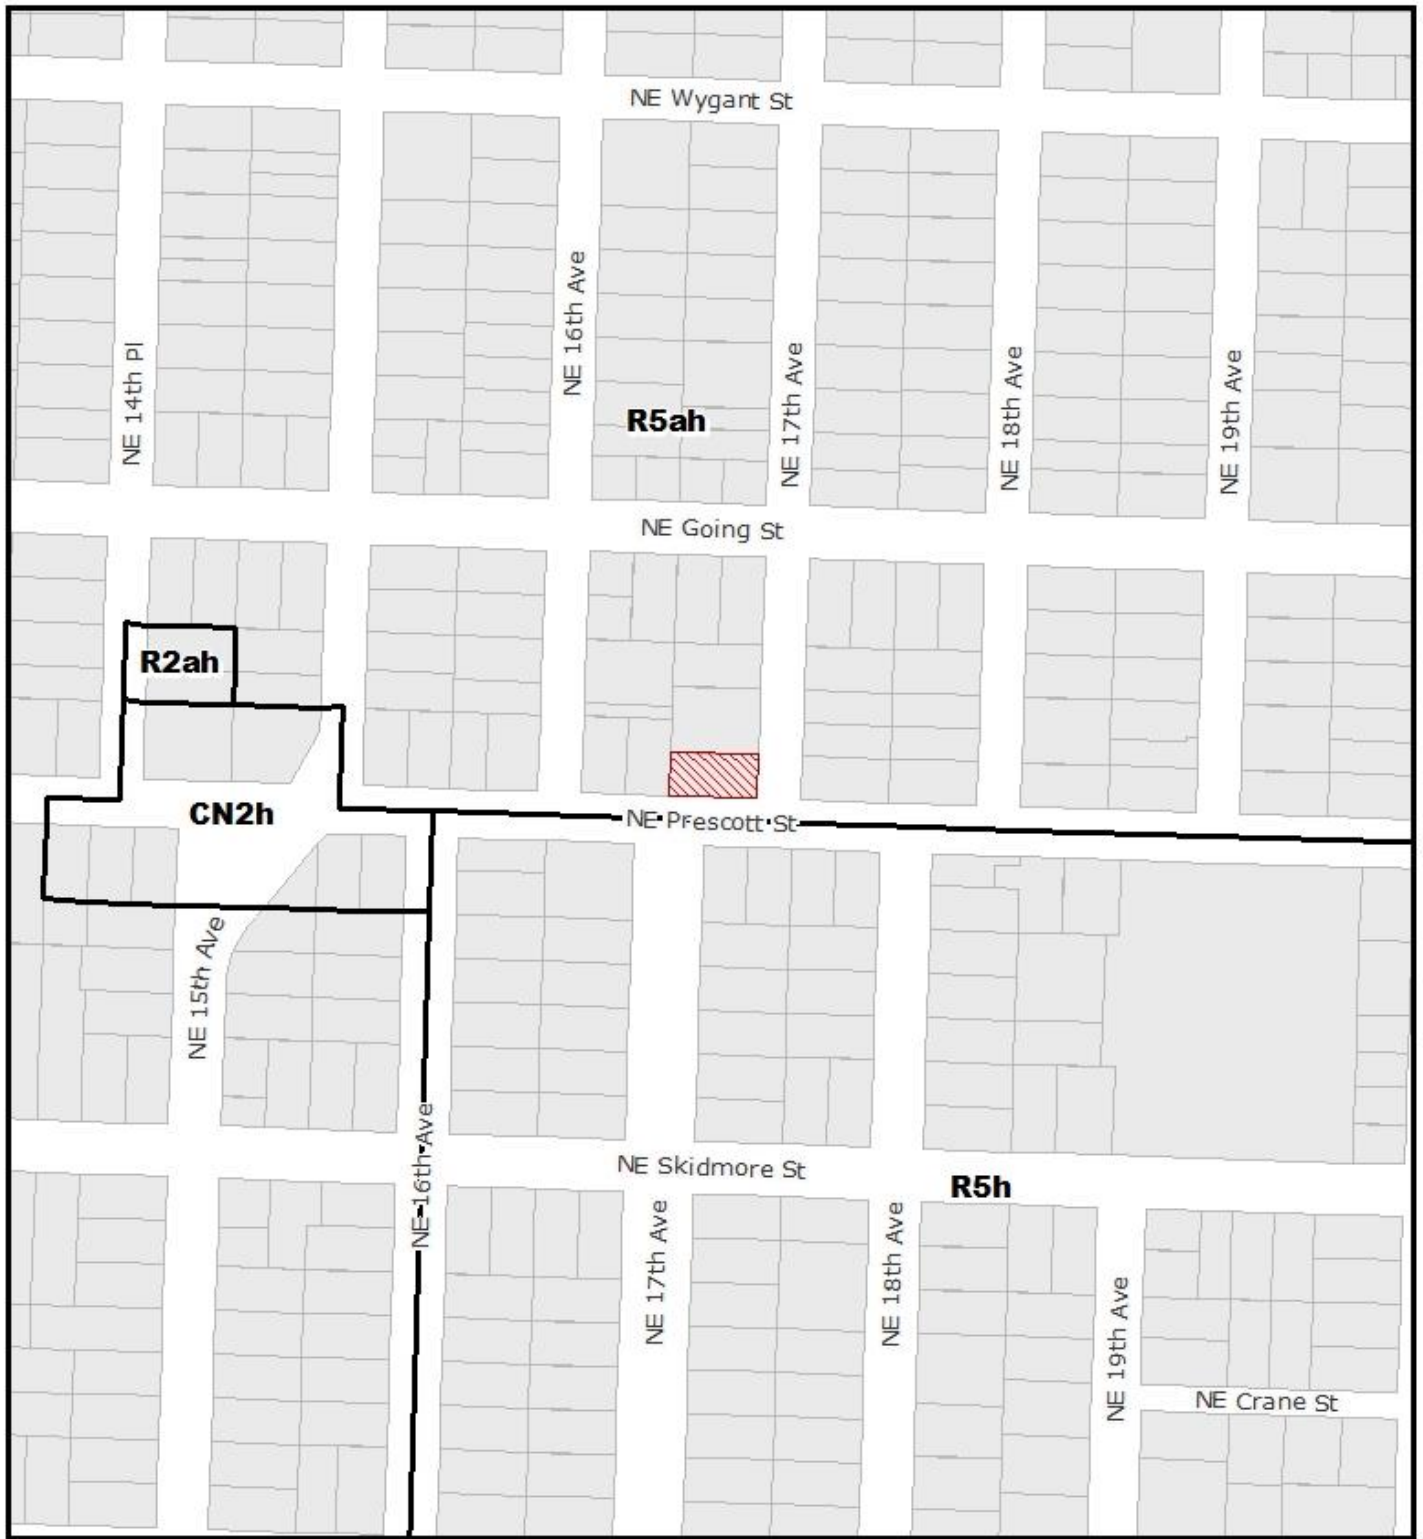 NE Wygant St
NE 16th Ave
NE 14th Pl
NE 17th Ave
NE 18th Ave
NE 19th Ave
R5ah
NE Going St
R2ah
CN2h
NE Prescott St
NE 15th Ave
NE 16th Ave
NE Skidmore St
R5h
NE 17th Ave
NE 18th Ave
NE 19th Ave
NE Crane St